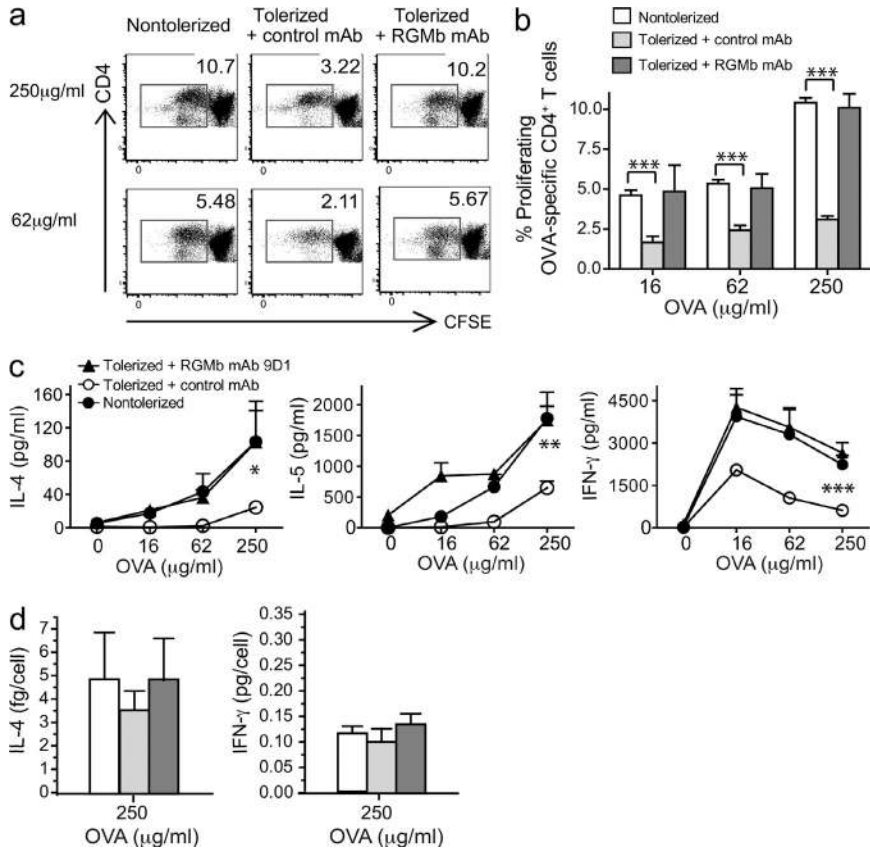 a
Nontolerized
Tolerized
+ control mAb
Tolerized
+ RGMb mAb
250µg/ml
CD4
10.7
3.22
10.2
0
0
0
62µg/ml
5.48
2.11
5.67
0
0
0
CFSE
b
Nontolerized
Tolerized + control mAb
Tolerized + RGMb mAb
% Proliferating
OVA-specific CD4⁺ T cells
10.0
7.5
5.0
2.5
0.0
***
***
***
16
62
250
OVA (µg/ml)
c
Tolerized + RGMb mAb 9D1
Tolerized + control mAb
Nontolerized
IL-4 (pg/ml)
160
120
80
40
0
*
0
16
62
250
OVA (µg/ml)
IL-5 (pg/ml)
2000
1500
1000
500
0
**
0
16
62
250
OVA (µg/ml)
IFN-γ (pg/ml)
4500
3000
1500
0
***
0
16
62
250
OVA (µg/ml)
d
IL-4 (fg/cell)
7
6
5
4
3
2
1
0
250
OVA (µg/ml)
IFN-γ (pg/cell)
0.35
0.30
0.25
0.20
0.15
0.10
0.05
0.00
250
OVA (µg/ml)